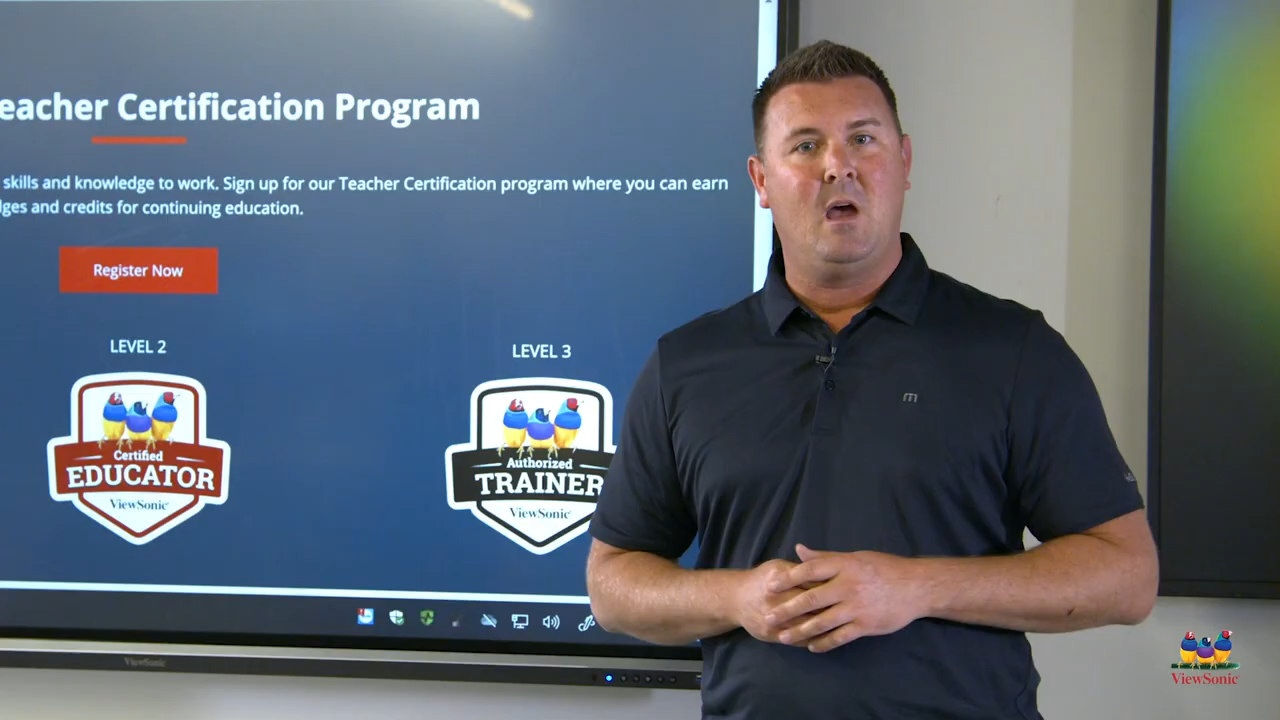 eacher Certification Program
skills and knowledge to work. Sign up for our Teacher Certification program where you can earn
dges and credits for continuing education.
Register Now
LEVEL 2
LEVEL 3
Certified
EDUCATOR
ViewSonic
Authorized
TRAINER
ViewSonic
m
ViewSonic
ViewSonic